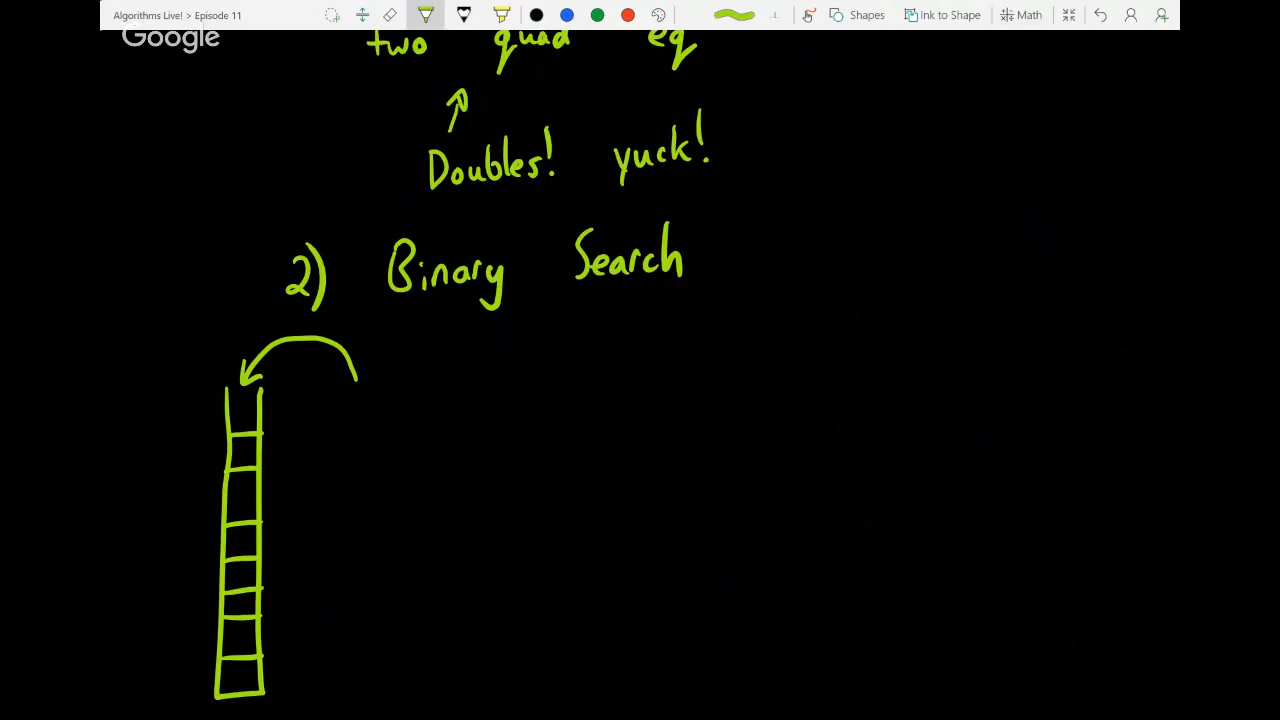 Algorithms Live! > Episode 11
Shapes
Ink to Shape
Math
Google
two quad eq
Doubles! yuck!
2) Binary Search